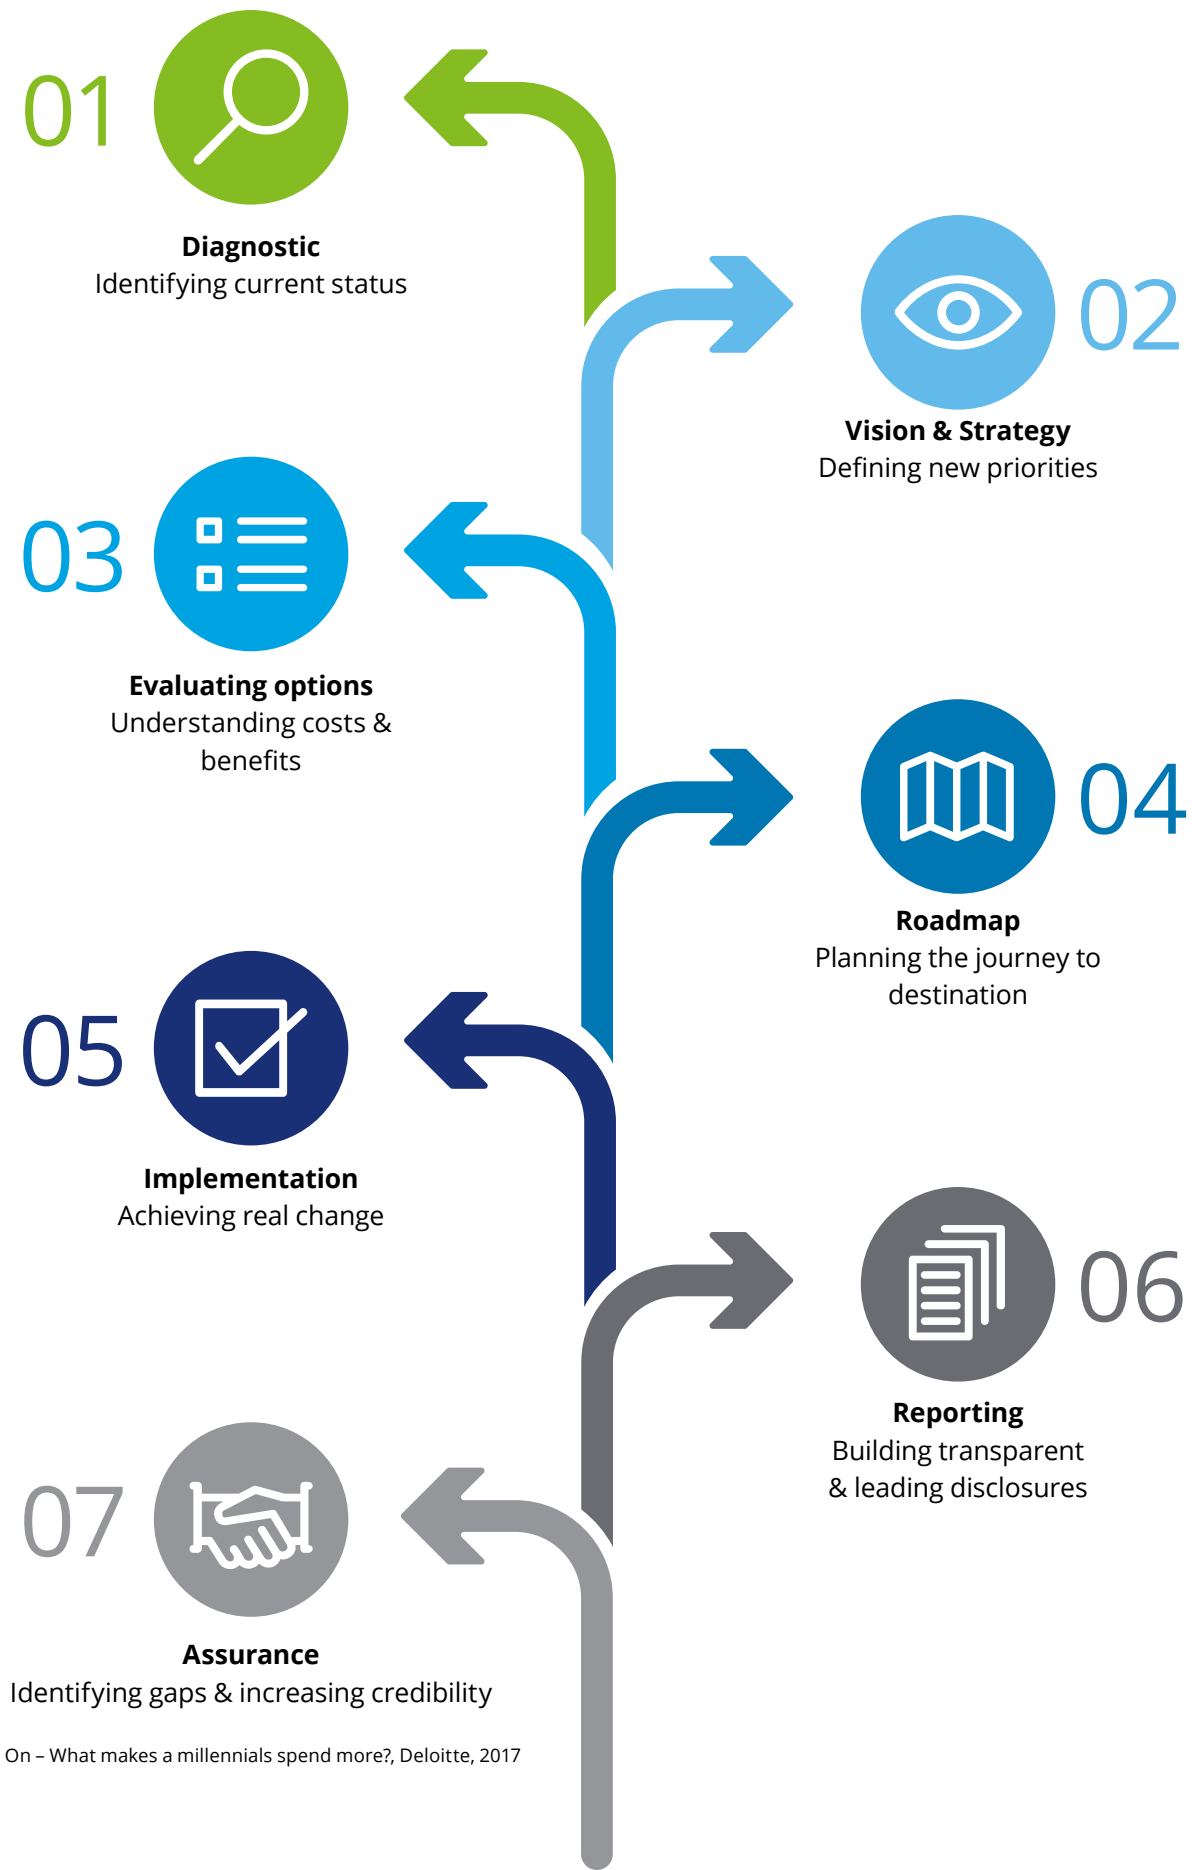 01
Diagnostic
Identifying current status
02
Vision & Strategy
Defining new priorities
03
Evaluating options
Understanding costs &
benefits
04
Roadmap
Planning the journey to
destination
05
Implementation
Achieving real change
06
Reporting
Building transparent
& leading disclosures
07
Assurance
Identifying gaps & increasing credibility
On – What makes a millennials spend more?, Deloitte, 2017